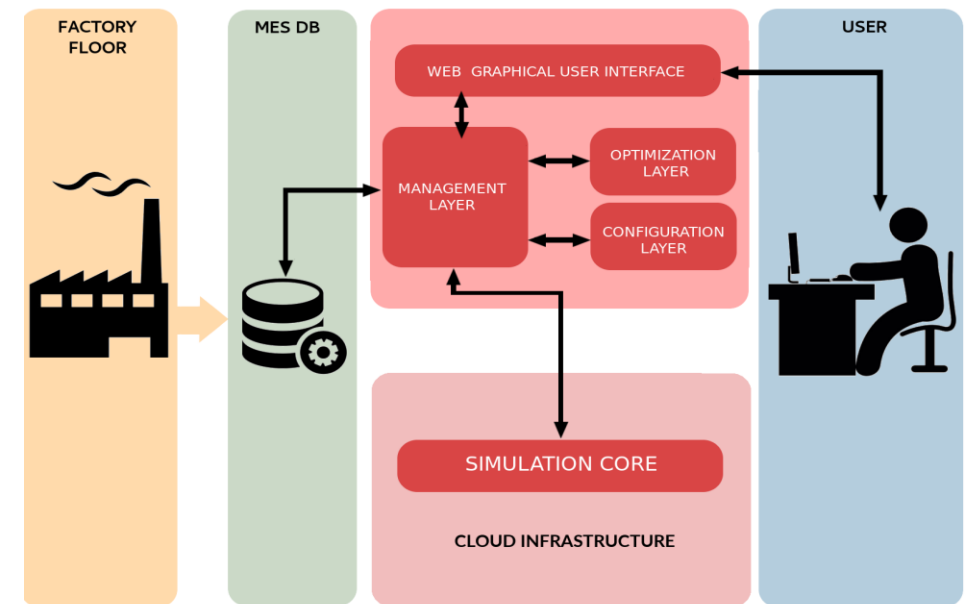 FACTORY
FLOOR
MES DB
USER
WEB GRAPHICAL USER INTERFACE
MANAGEMENT
LAYER
OPTIMIZATION
LAYER
CONFIGURATION
LAYER
SIMULATION CORE
CLOUD INFRASTRUCTURE